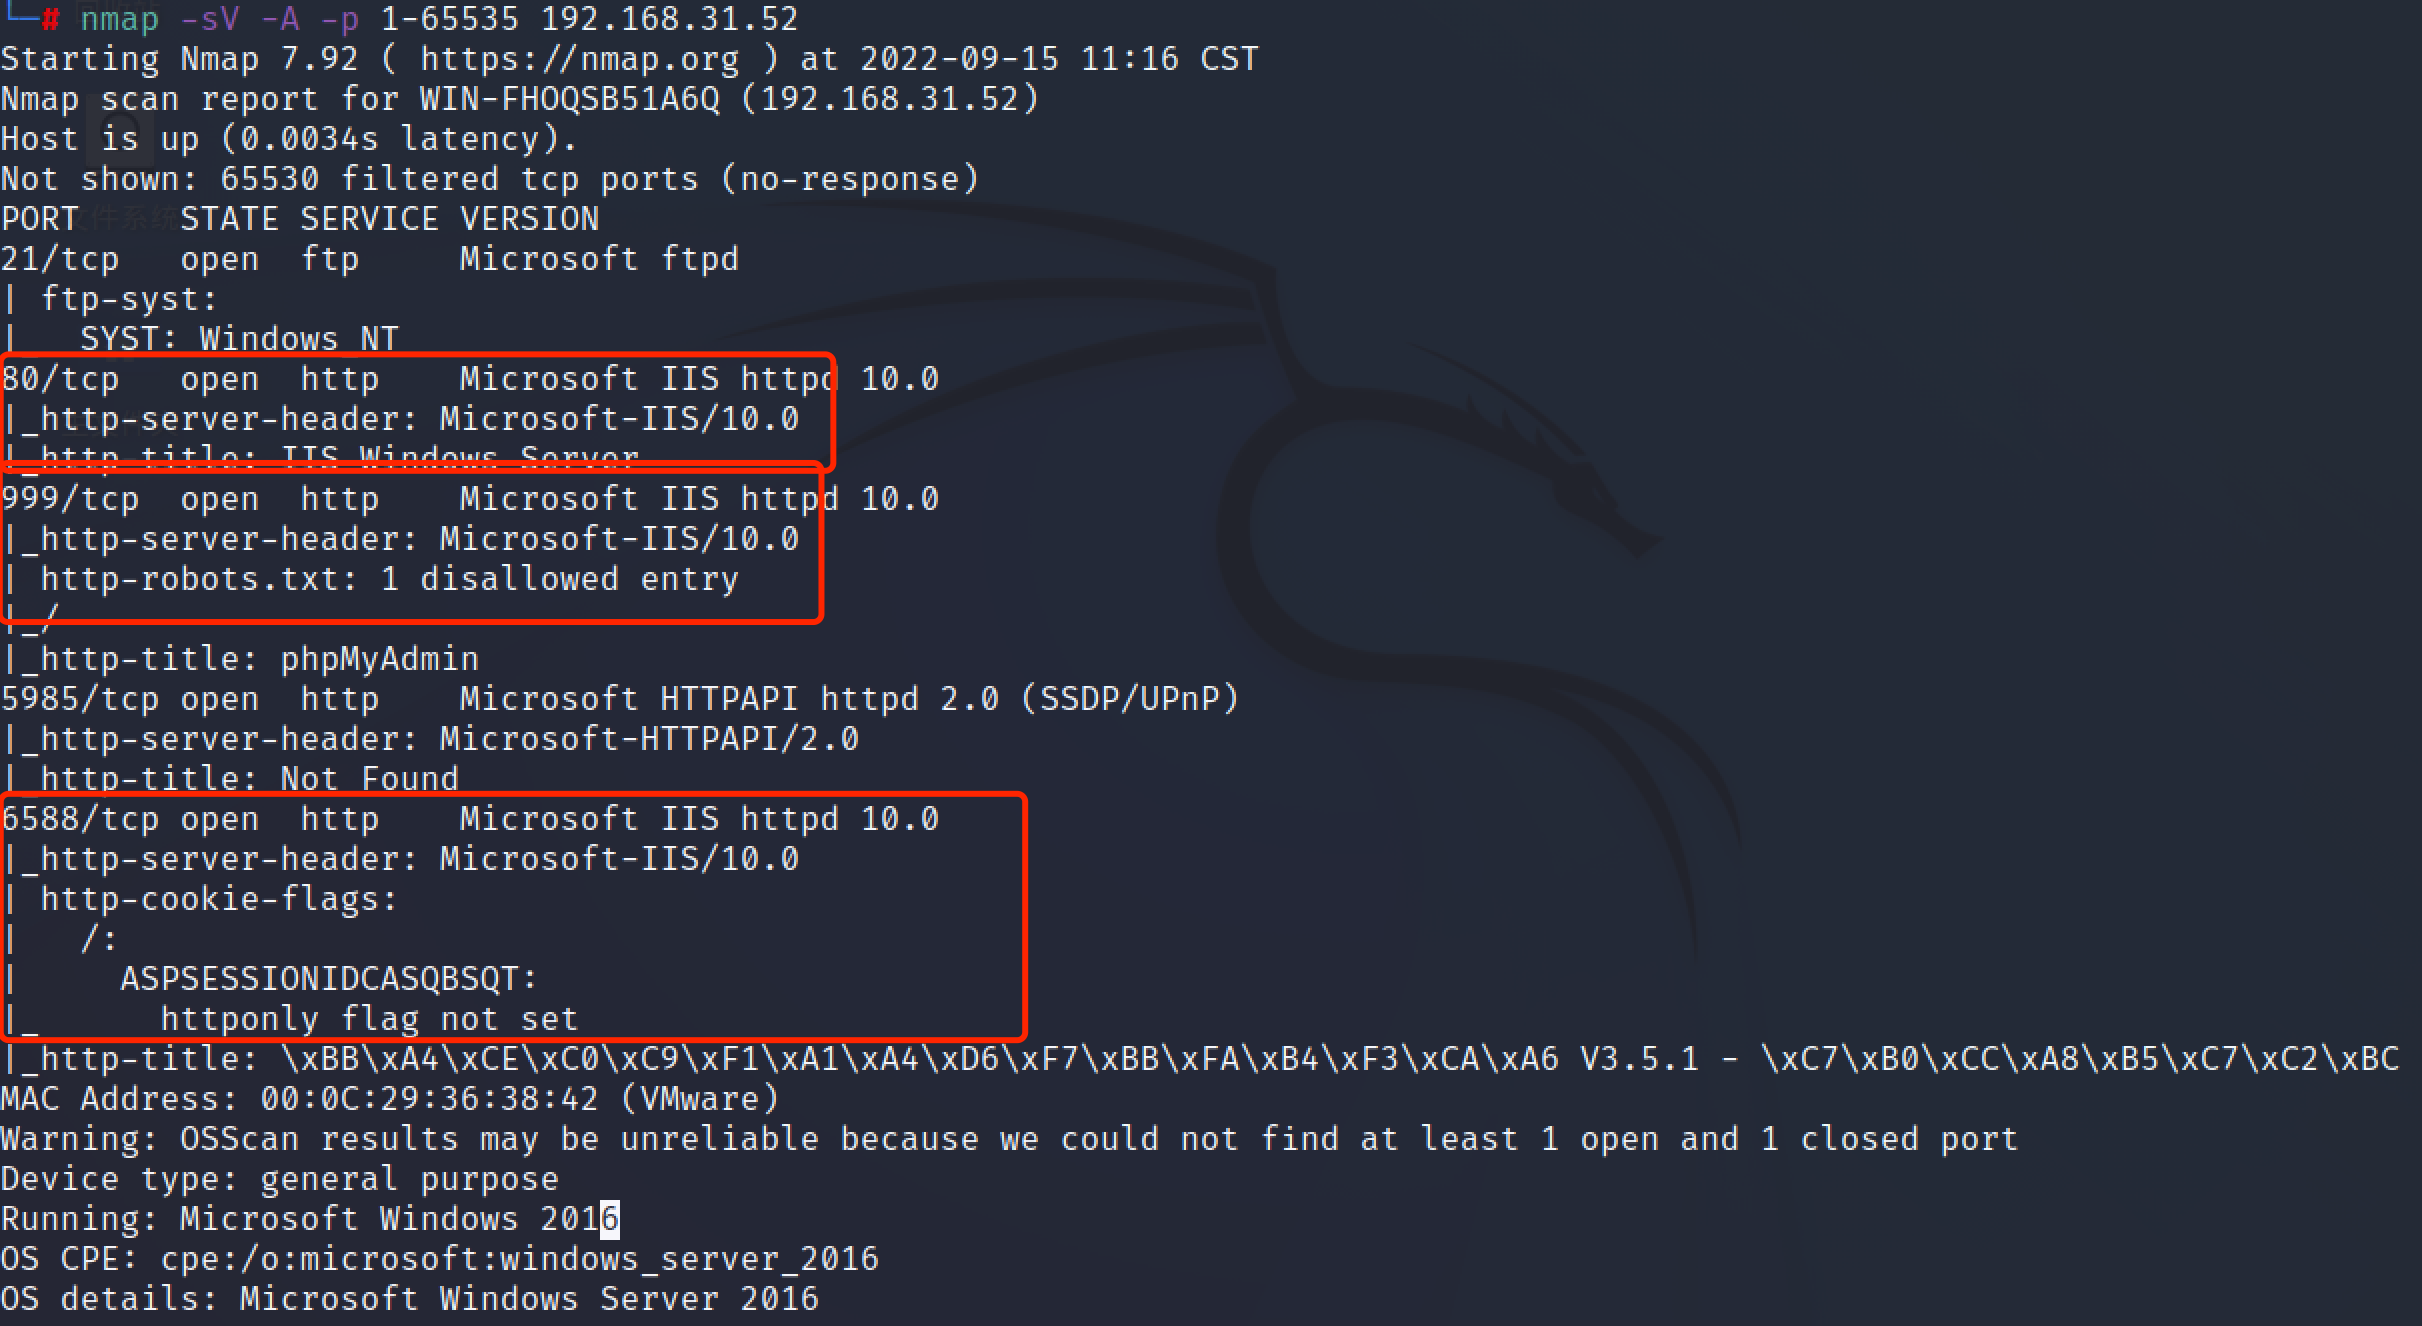 └─# nmap -sV -A -p 1-65535 192.168.31.52
Starting Nmap 7.92 ( https://nmap.org ) at 2022-09-15 11:16 CST
Nmap scan report for WIN-FHOQSB51A6Q (192.168.31.52)
Host is up (0.0034s latency).
Not shown: 65530 filtered tcp ports (no-response)
PORT     STATE SERVICE VERSION
文件系统
21/tcp   open  ftp     Microsoft ftpd
| ftp-syst:
|_  SYST: Windows_NT
80/tcp   open  http    Microsoft IIS httpd 10.0
|_http-server-header: Microsoft-IIS/10.0
|_http-title: IIS Windows Server
999/tcp  open  http    Microsoft IIS httpd 10.0
|_http-server-header: Microsoft-IIS/10.0
| http-robots.txt: 1 disallowed entry
|_/
|_http-title: phpMyAdmin
5985/tcp open  http    Microsoft HTTPAPI httpd 2.0 (SSDP/UPnP)
|_http-server-header: Microsoft-HTTPAPI/2.0
|_http-title: Not Found
6588/tcp open  http    Microsoft IIS httpd 10.0
|_http-server-header: Microsoft-IIS/10.0
| http-cookie-flags:
|   /:
|     ASPSESSIONIDCASQBSQT:
|_      httponly flag not set
|_http-title: \xBB\xA4\xCE\xC0\xC9\xF1\xA1\xA4\xD6\xF7\xBB\xFA\xB4\xF3\xCA\xA6 V3.5.1 - \xC7\xB0\xCC\xA8\xB5\xC7\xC2\xBC
MAC Address: 00:0C:29:36:38:42 (VMware)
Warning: OSScan results may be unreliable because we could not find at least 1 open and 1 closed port
Device type: general purpose
Running: Microsoft Windows 2016
OS CPE: cpe:/o:microsoft:windows_server_2016
OS details: Microsoft Windows Server 2016